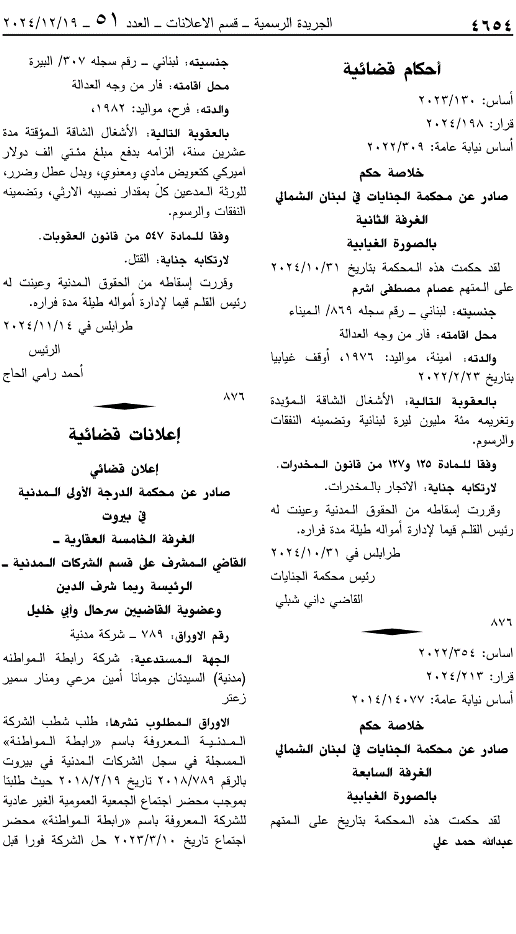 ٤٦٥٤
الجريدة الرسمية ــ قسم الاعلانات ــ العدد ٥١ ــ ٢٠٢٤/١٢/١٩
أحكام قضائية
أساس: ٢٠٢٣/١٣٠
قرار: ٢٠٢٤/١٩٨
أساس نيابة عامة: ٢٠٢٢/٣٠٩
خلاصة حكم
صادر عن محكمة الجنايات في لبنان الشمالي
الغرفة الثانية
بالصورة الغيابية
لقد حكمت هذه المحكمة بتاريخ ٢٠٢٤/١٠/٣١
على المتهم عصام مصطفى اشرم
جنسيته: لبناني ــ رقم سجله ٨٦٩/ الميناء
محل اقامته: فار من وجه العدالة
والدته: امينة، مواليد: ١٩٧٦، أوقف غيابيا
بتاريخ ٢٠٢٢/٢/٢٣
بالعقوبة التالية: الأشغال الشاقة المؤبدة
وتغريمه مئة مليون ليرة لبنانية وتضمينه النفقات
والرسوم.
وفقا للمادة ١٢٥ و١٢٧ من قانون المخدرات.
لارتكابه جناية: الاتجار بالمخدرات.
وقررت إسقاطه من الحقوق المدنية وعينت له
رئيس القلم قيما لإدارة أمواله طيلة مدة فراره.
طرابلس في ٢٠٢٤/١٠/٣١
رئيس محكمة الجنايات
القاضي داني شبلي
٨٧٦
اساس: ٢٠٢٢/٣٥٤
قرار: ٢٠٢٤/٢١٣
أساس نيابة عامة: ٢٠١٤/١٤٠٧٧
خلاصة حكم
صادر عن محكمة الجنايات في لبنان الشمالي
الغرفة السابعة
بالصورة الغيابية
لقد حكمت هذه المحكمة بتاريخ على المتهم
عبدالله حمد علي
جنسيته: لبناني ــ رقم سجله ٣٠٧/ البيرة
محل اقامته: فار من وجه العدالة
والدته: فرح، مواليد: ١٩٨٢،
بالعقوبة التالية: الأشغال الشاقة المؤقتة مدة
عشرين سنة، الزامه بدفع مبلغ مئتي الف دولار
اميركي كتعويض مادي ومعنوي، وبدل عطل وضرر،
للورثة المدعين كلّ بمقدار نصيبه الارثي، وتضمينه
النفقات والرسوم.
وفقا للمادة ٥٤٧ من قانون العقوبات.
لارتكابه جناية: القتل.
وقررت إسقاطه من الحقوق المدنية وعينت له
رئيس القلم قيما لإدارة أمواله طيلة مدة فراره.
طرابلس في ٢٠٢٤/١١/١٤
الرئيس
أحمد رامي الحاج
٨٧٦
إعلانات قضائية
إعلان قضائي
صادر عن محكمة الدرجة الأولى المدنية
في بيروت
الغرفة الخامسة العقارية ــ
القاضي المشرف على قسم الشركات المدنية ــ
الرئيسة ريما شرف الدين
وعضوية القاضيين سرحال وأبي خليل
رقم الاوراق: ٧٨٩ ــ شركة مدنية
الجهة المستدعية: شركة رابطة المواطنه
(مدنية) السيدتان جومانا أمين مرعي ومنار سمير
زعتر
الاوراق المطلوب نشرها: طلب شطب الشركة
المدنية المعروفة باسم «رابطة المواطنة»
المسجلة في سجل الشركات المدنية في بيروت
بالرقم ٢٠١٨/٧٨٩ تاريخ ٢٠١٨/٢/١٩ حيث طلبتا
بموجب محضر اجتماع الجمعية العمومية الغير عادية
للشركة المعروفة باسم «رابطة المواطنة» محضر
اجتماع تاريخ ٢٠٢٣/٣/١٠ حل الشركة فورا قبل